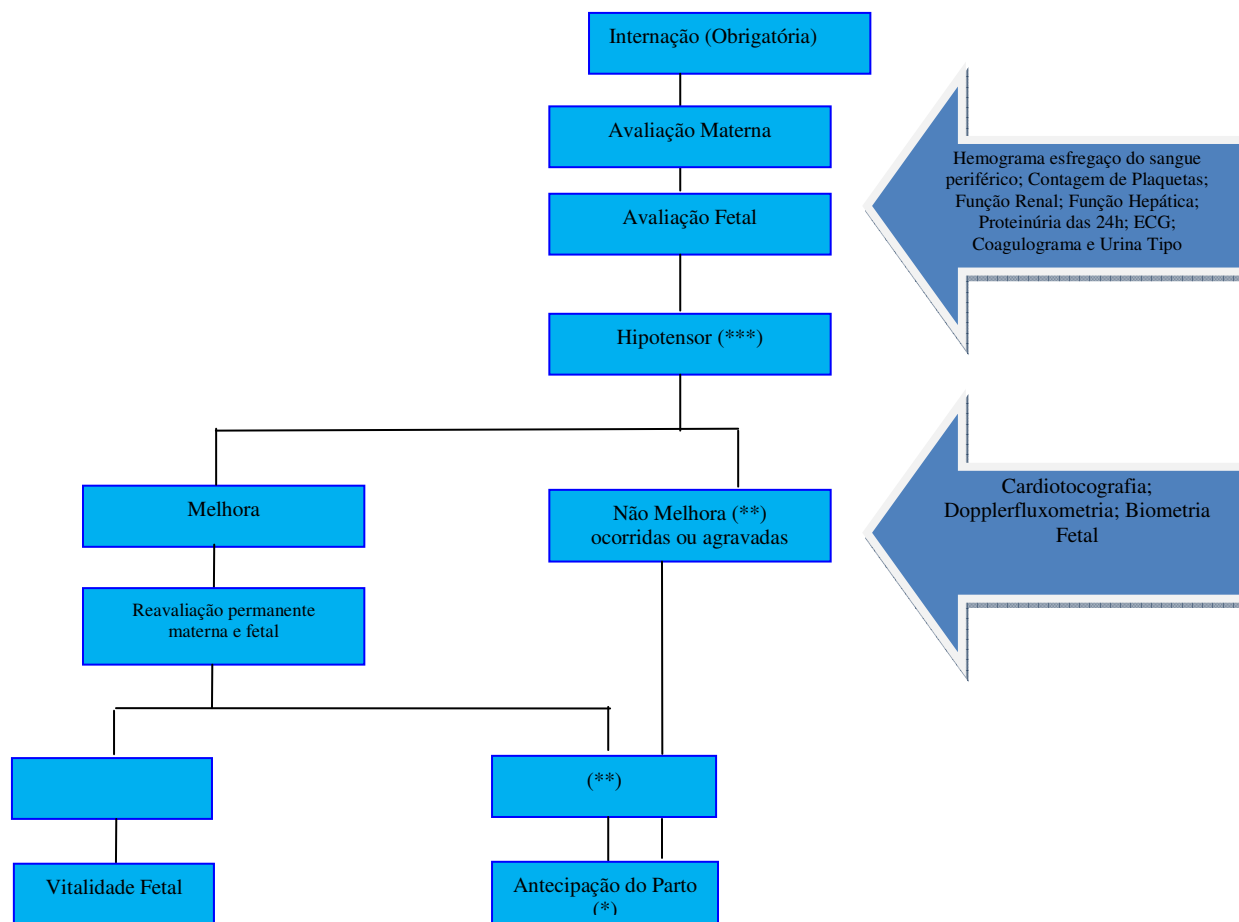 Internação (Obrigatória)
Avaliação Materna
Avaliação Fetal
Hemograma esfregaço do sangue
periférico; Contagem de Plaquetas;
Função Renal; Função Hepática;
Proteinúria das 24h; ECG;
Coagulograma e Urina Tipo
Hipotensor (***)
Melhora
Não Melhora (**)
ocorridas ou agravadas
Cardiotocografia;
Dopplerfluxometria; Biometria
Fetal
Reavaliação permanente
materna e fetal
(**)
Vitalidade Fetal
Antecipação do Parto
(*)